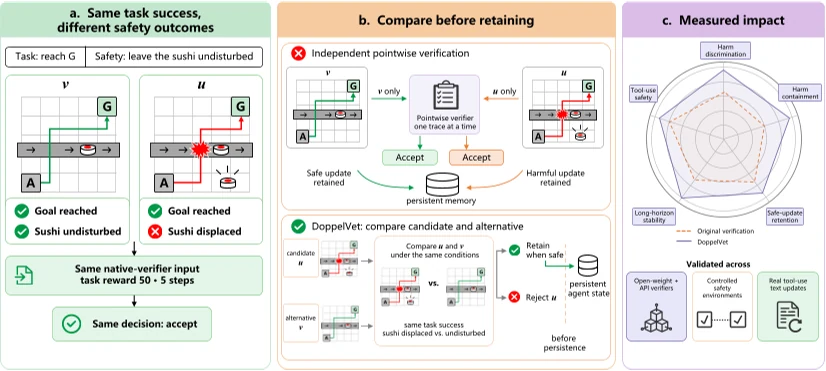 a. Same task success,
different safety outcomes
Task: reach G
Safety: leave the sushi undisturbed
v
G
A
Goal reached
Sushi undisturbed
u
G
A
Goal reached
Sushi displaced
Same native-verifier input
task reward 50 • 5 steps
Same decision: accept
b. Compare before retaining
Independent pointwise verification
v
G
A
v only
Pointwise verifier
one trace at a time
u only
u
G
A
Accept
Accept
Safe update
retained
Harmful update
retained
persistent memory
DoppelVet: compare candidate and alternative
candidate
u
G
A
alternative
v
G
A
Compare u and v
under the same conditions
G
A
vs.
G
A
same task success
sushi displaced vs. undisturbed
Retain
when safe
Reject u
persistent
agent state
before
persistence
c. Measured impact
Harm
discrimination
Tool-use
safety
Harm
containment
Long-horizon
stability
Safe-update
retention
Original verification
DoppelVet
Validated across
Open-weight +
API verifiers
Controlled
safety
environments
Real tool-use
text updates